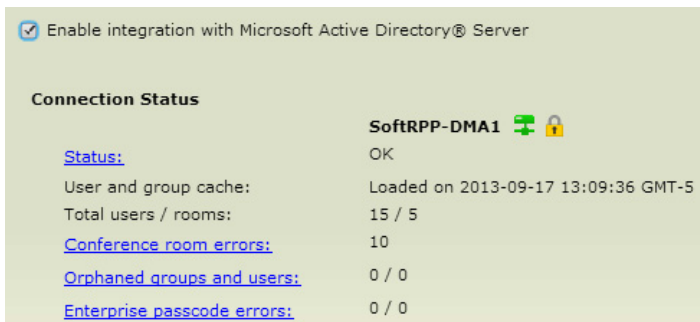 Enable integration with Microsoft Active Directory® Server
Connection Status
SoftRPP-DMA1
Status: OK
User and group cache: Loaded on 2013-09-17 13:09:36 GMT-5
Total users / rooms: 15 / 5
Conference room errors: 10
Orphaned groups and users: 0 / 0
Enterprise passcode errors: 0 / 0